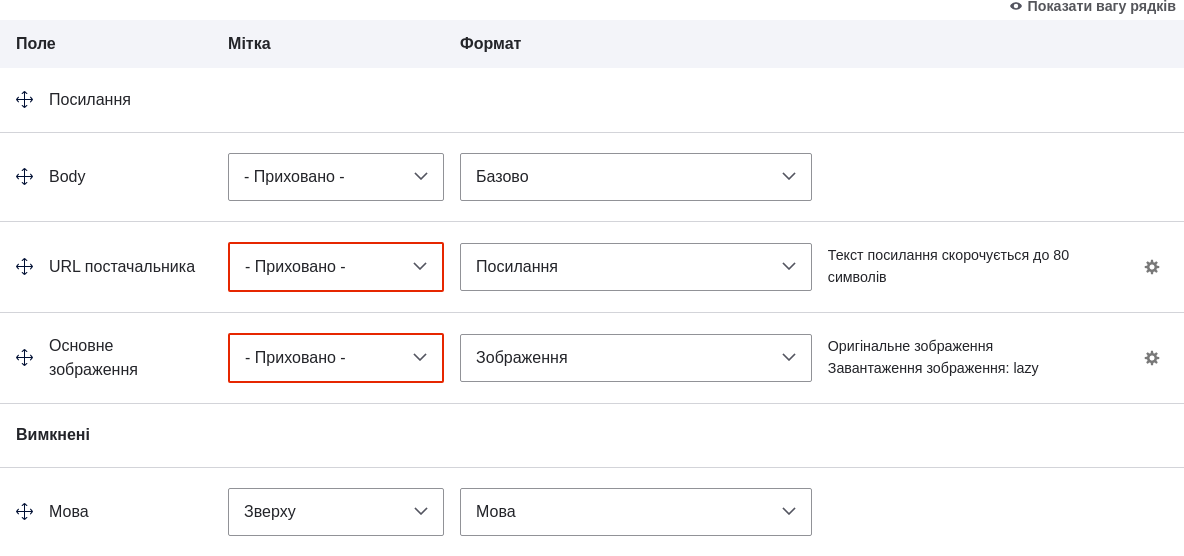 Показати вагу рядків
Поле Мітка Формат
Посилання
Body - Приховано - Базово
URL постачальника - Приховано - Посилання Текст посилання скорочується до 80
символів
Основне
зображення - Приховано - Зображення Оригінальне зображення
Завантаження зображення: lazy
Вимкнені
Мова Зверху Мова